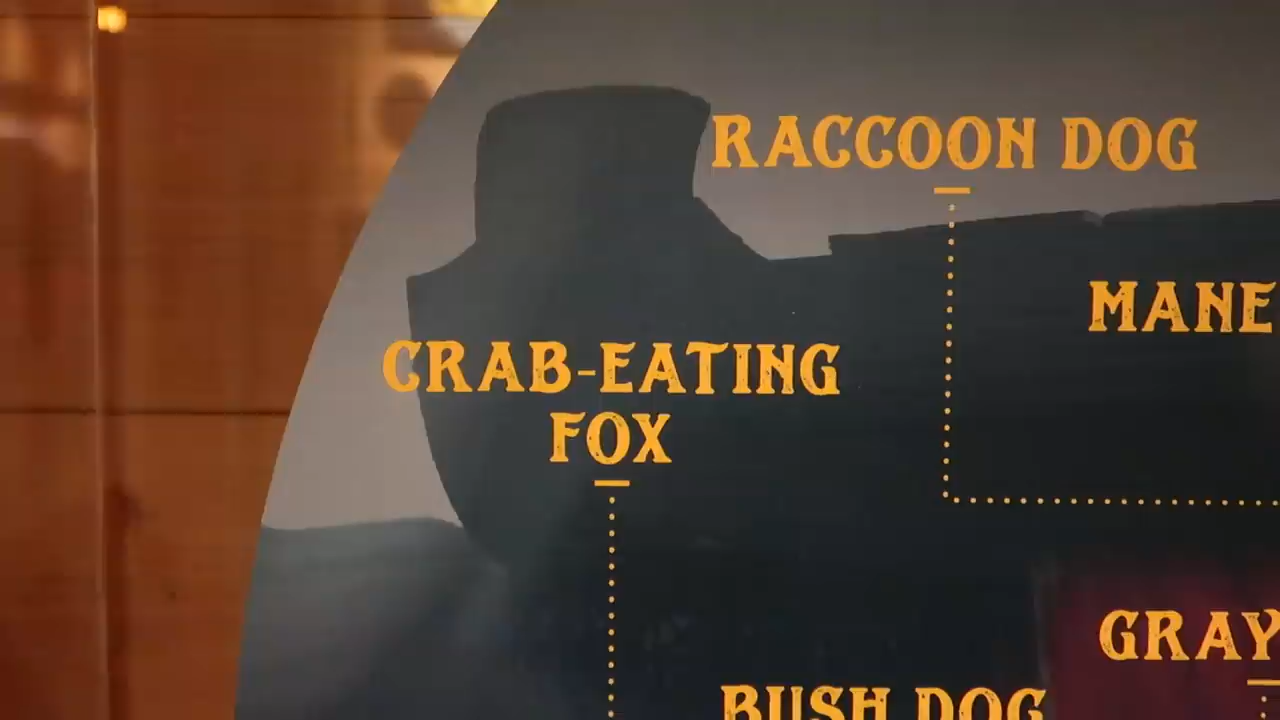 RACCOON DOG
MANE
CRAB-EATING
FOX
GRAY
BUSH DOG